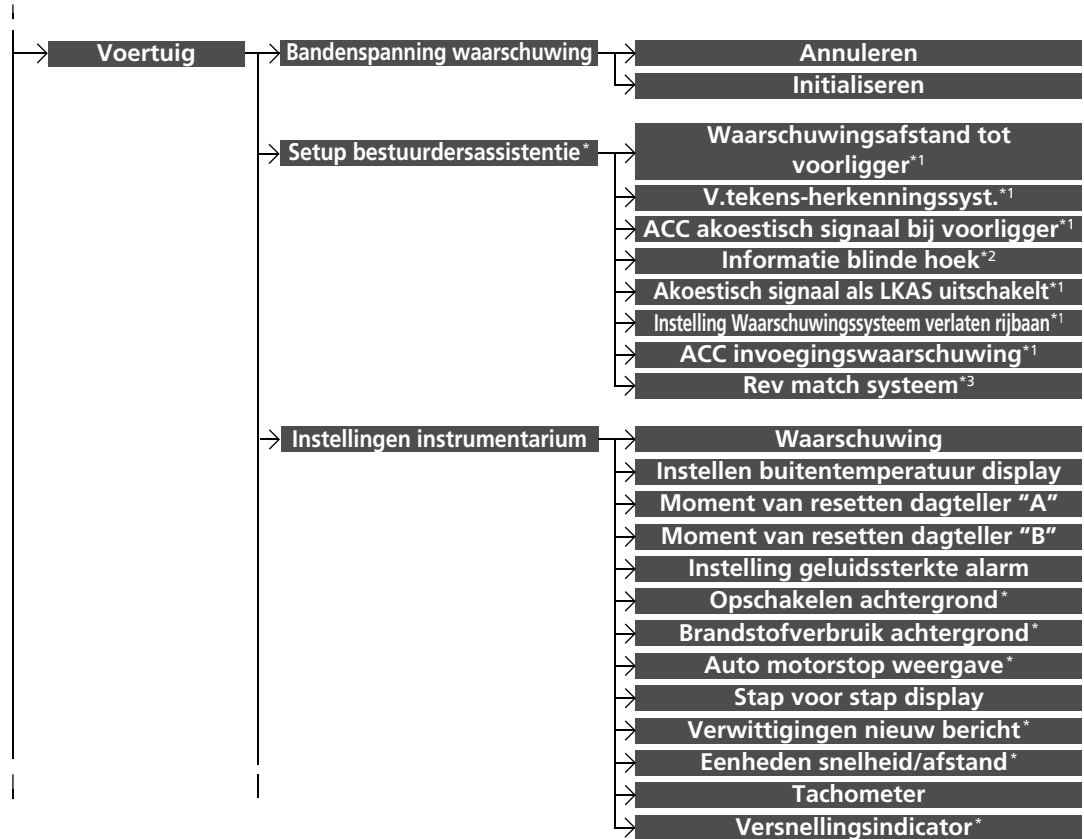 Voertuig
Bandenspanning waarschuwing
Annuleren
Initialiseren
Setup bestuurdersassistentie*
Waarschuwingsafstand tot
voorligger*1
V.tekens-herkenningssyst.*1
ACC akoestisch signaal bij voorligger*1
Informatie blinde hoek*2
Akoestisch signaal als LKAS uitschakelt*1
Instelling Waarschuwingssysteem verlaten rijbaan*1
ACC invoegingswaarschuwing*1
Rev match systeem*3
Instellingen instrumentarium
Waarschuwing
Instellen buitentemperatuur display
Moment van resetten dagteller “A”
Moment van resetten dagteller “B”
Instelling geluidssterkte alarm
Opschakelen achtergrond*
Brandstofverbruik achtergrond*
Auto motorstop weergave*
Stap voor stap display
Verwittigingen nieuw bericht*
Eenheden snelheid/afstand*
Tachometer
Versnellingsindicator*